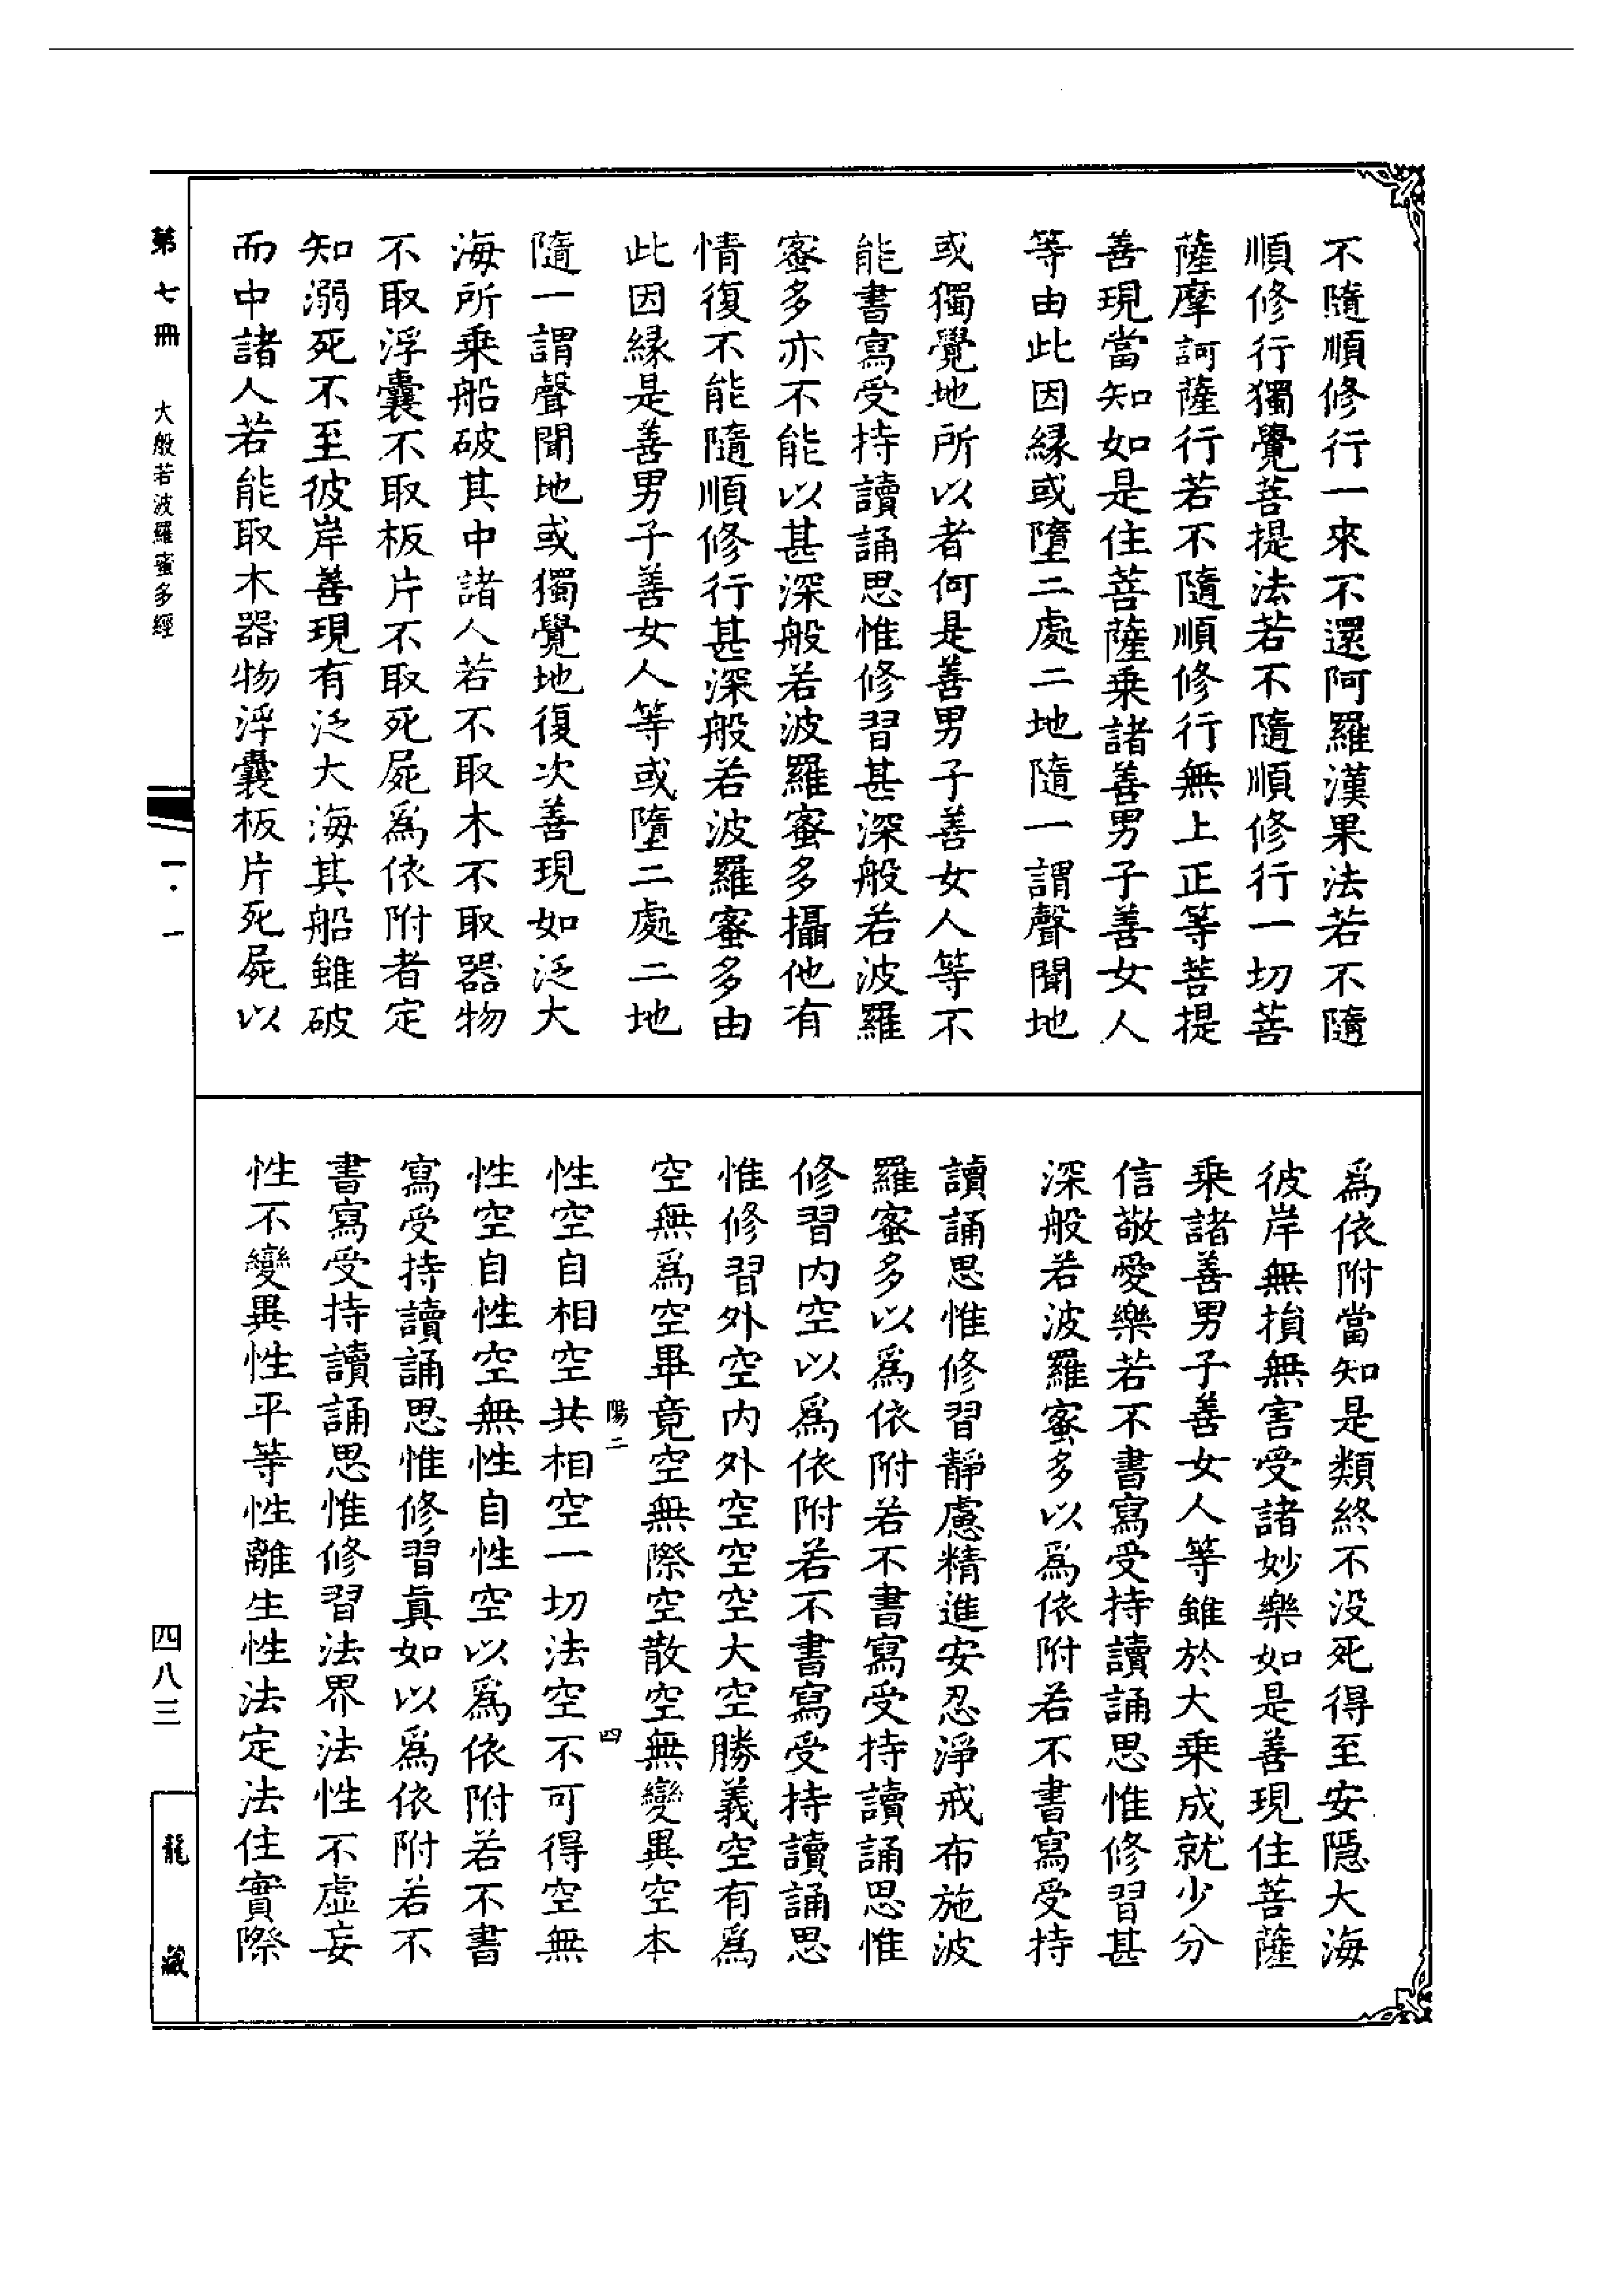 不隨順修行一來不還阿羅漢果法若不隨
順修行獨覺菩提法若不隨順修行一切菩
薩摩訶薩行若不隨順修行無上正等菩提
善現當知如是住菩薩乗諸善男子善女人
等由此因縁或墮二處二地隨一謂聲聞地
或獨覺地所以者何是善男子善女人等不
能書寫受持讀誦思惟修習甚深般若波羅
蜜多亦不能以甚深般若波羅蜜多攝他有
情復不能隨順修行甚深般若波羅蜜多由
此因縁是善男子善女人等或墮二處二地
隨一謂聲聞地或獨覺地復次善現如泛大
海所乗船破其中諸人若不取木不取器物
不取浮囊不取板片不取死屍爲依附者定
知溺死不至彼岸善現有泛大海其船雖破
而中諸人若能取木器物浮囊板片死屍以
爲依附當知是類終不没死得至安隱大海
彼岸無損無害受諸妙樂如是善現住菩薩
乗諸善男子善女人等雖於大乗成就少分
信敬愛樂若不書寫受持讀誦思惟修習甚
深般若波羅蜜多以爲依附若不書寫受持
讀誦思惟修習靜慮精進安忍淨戒布施波
羅蜜多以爲依附若不書寫受持讀誦思惟
修習内空以爲依附若不書寫受持讀誦思
惟修習外空内外空空空大空勝義空有爲
空無爲空畢竟空無際空散空無變異空本
陽二
四
性空自相空共相空一切法空不可得空無
性空自性空無性自性空以爲依附若不書
寫受持讀誦思惟修習眞如以爲依附若不
書寫受持讀誦思惟修習法界法性不虛妄
性不變異性平等性離生性法定法住實際
第七冊
大般若波羅蜜多經
一·一
四八三
龍藏